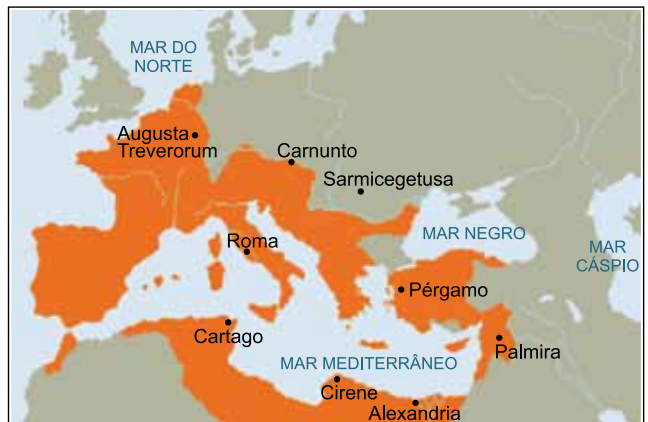 MAR DO
NORTE
Augusta
Treverorum
Carnunto
Sarmicegetusa
Roma
MAR NEGRO
MAR
CÁSPIO
Pérgamo
Cartago
Palmira
MAR MEDITERRÂNEO
Cirene
Alexandria